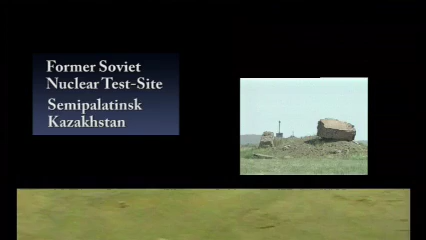 Former Soviet
Nuclear Test-Site
Semipalatinsk
Kazakhstan